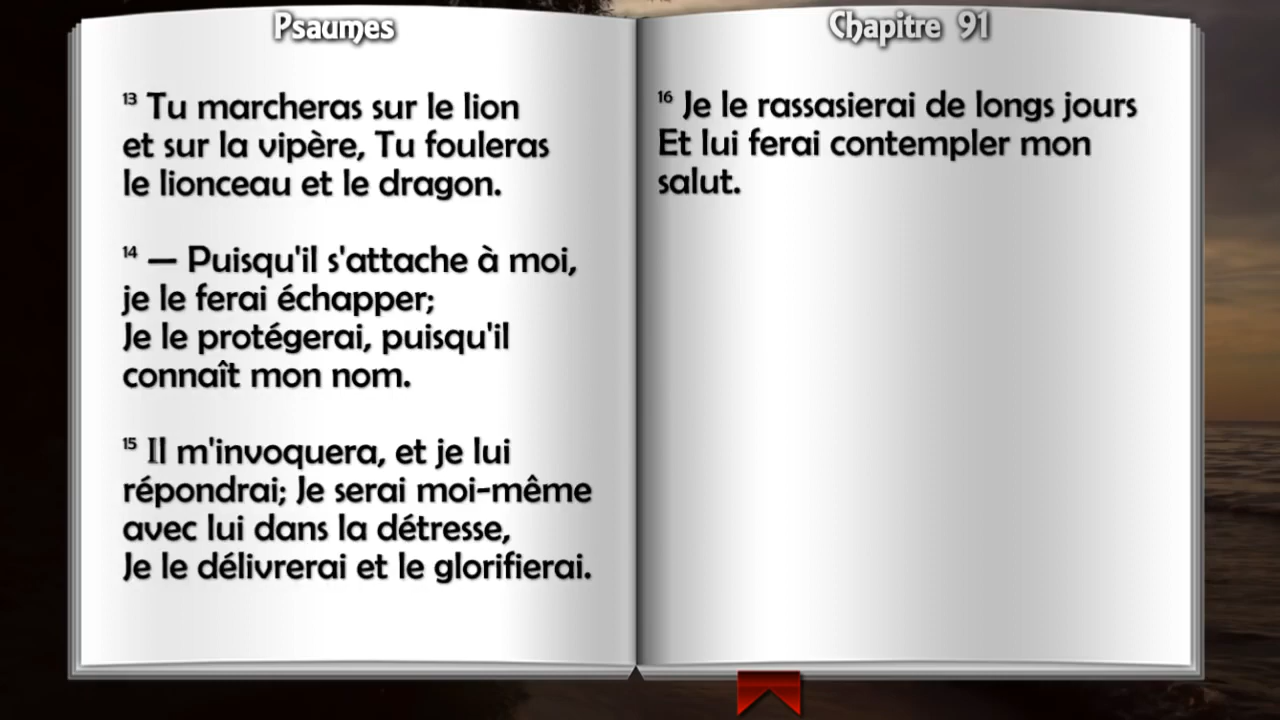 Psaumes
13 Tu marcheras sur le lion
et sur la vipère, Tu fouleras
le lionceau et le dragon.
14 — Puisqu'il s'attache à moi,
je le ferai échapper;
Je le protégerai, puisqu'il
connaît mon nom.
15 Il m'invoquera, et je lui
répondrai; Je serai moi-même
avec lui dans la détresse,
Je le délivrerai et le glorifierai.
Chapitre 91
16 Je le rassasierai de longs jours
Et lui ferai contempler mon
salut.